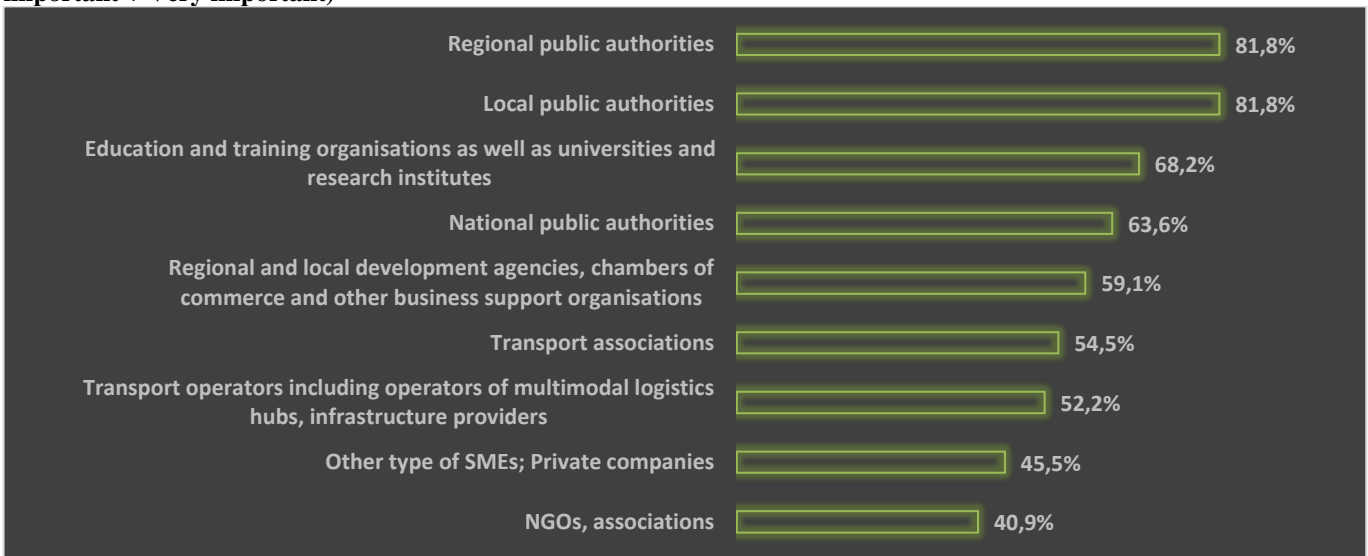 important very important)
Regional public authorities 81,8%
Local public authorities 81,8%
Education and training organisations as well as universities and
research institutes 68,2%
National public authorities 63,6%
Regional and local development agencies, chambers of
commerce and other business support organisations 59,1%
Transport associations 54,5%
Transport operators including operators of multimodal logistics
hubs, infrastructure providers 52,2%
Other type of SMEs; Private companies 45,5%
NGOs, associations 40,9%